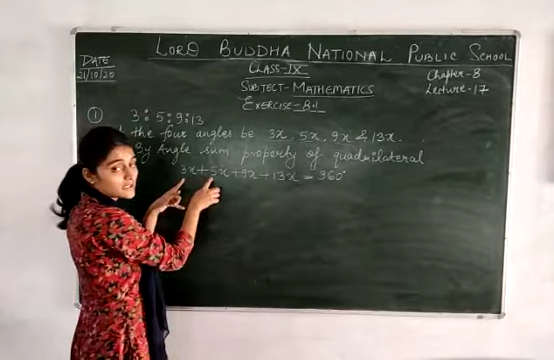 LORD BUDDHA NATIONAL PUBLIC SCHOOL
DATE
21/10/20
CLASS-IX
SUBJECT-MATHEMATICS
EXERCISE-8.1
Chapter-8
Lecture-17
① 3:5:9:13
the four angles be 3x, 5x, 9x & 13x.
By Angle sum property of quadrilateral
3x+5x+9x+13x=360°